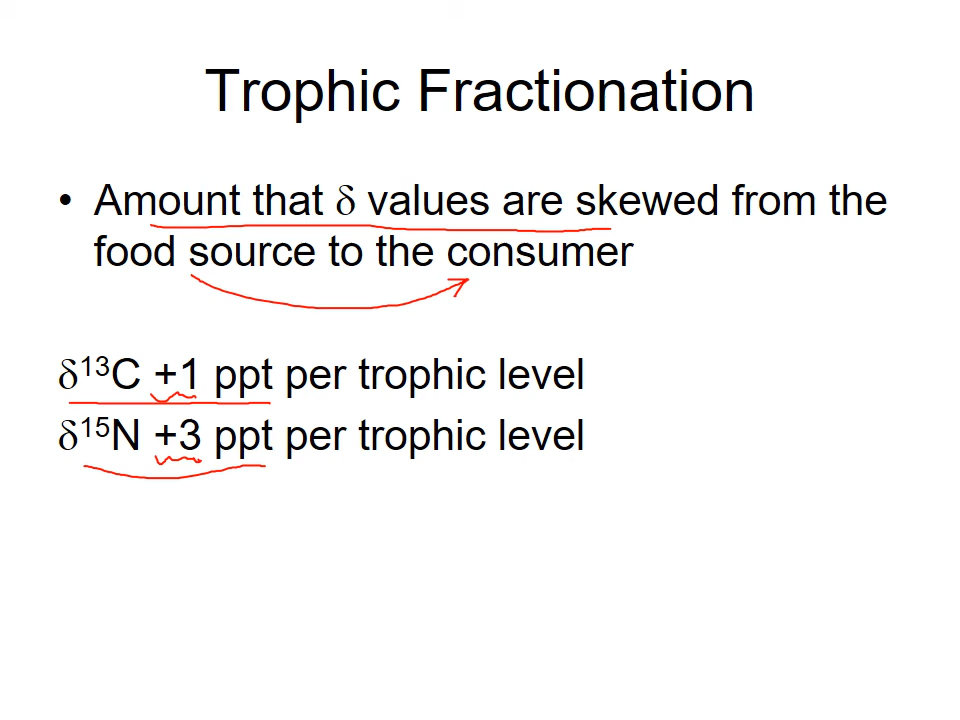 Trophic Fractionation
• Amount that δ values are skewed from the
food source to the consumer
δ¹³C +1 ppt per trophic level
δ¹⁵N +3 ppt per trophic level